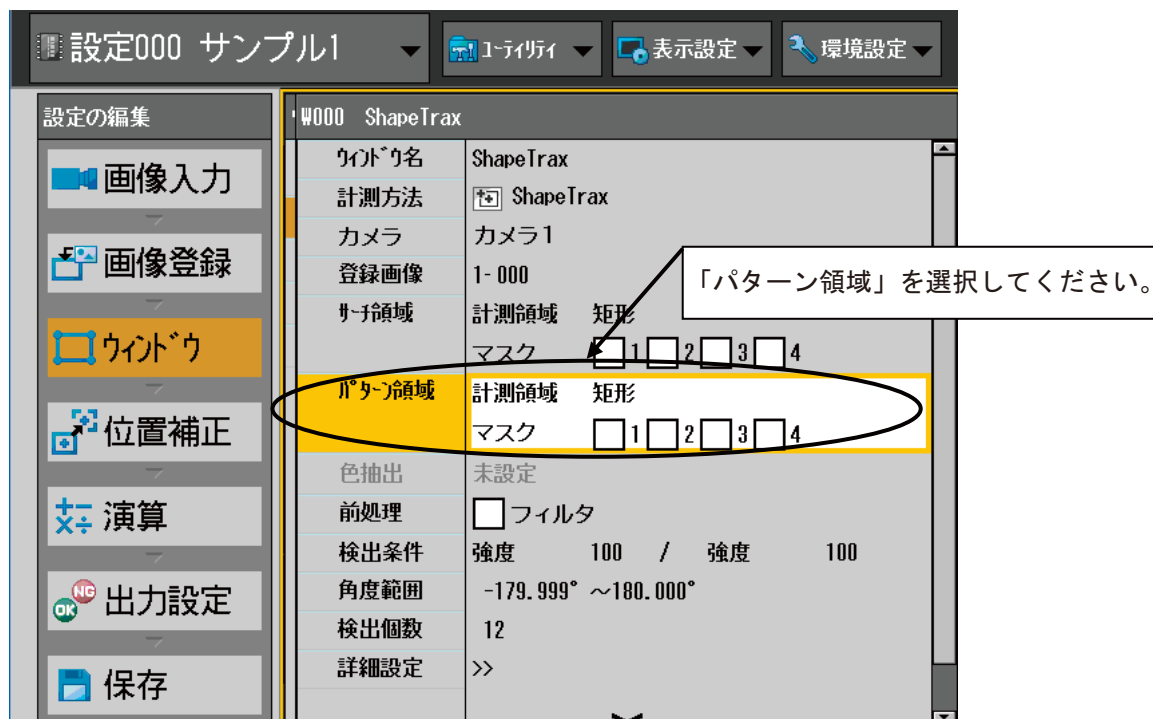 設定000 サンプル1
ﾕｰﾃｨﾘﾃｨ
表示設定
環境設定
設定の編集
画像入力
画像登録
ｳｨﾝﾄﾞｳ
位置補正
演算
NG
OK
出力設定
保存
W000 ShapeTrax
ｳｨﾝﾄﾞｳ名 ShapeTrax
計測方法 ShapeTrax
カメラ カメラ1
登録画像 1-000
ｻｰﾁ領域 計測領域 矩形
マスク 1 2 3 4
ﾊﾟﾀｰﾝ領域 計測領域 矩形
マスク 1 2 3 4
色抽出 未設定
前処理 フィルタ
検出条件 強度 100 / 強度 100
角度範囲 -179.999° ～180.000°
検出個数 12
詳細設定 >>
「パターン領域」を選択してください。